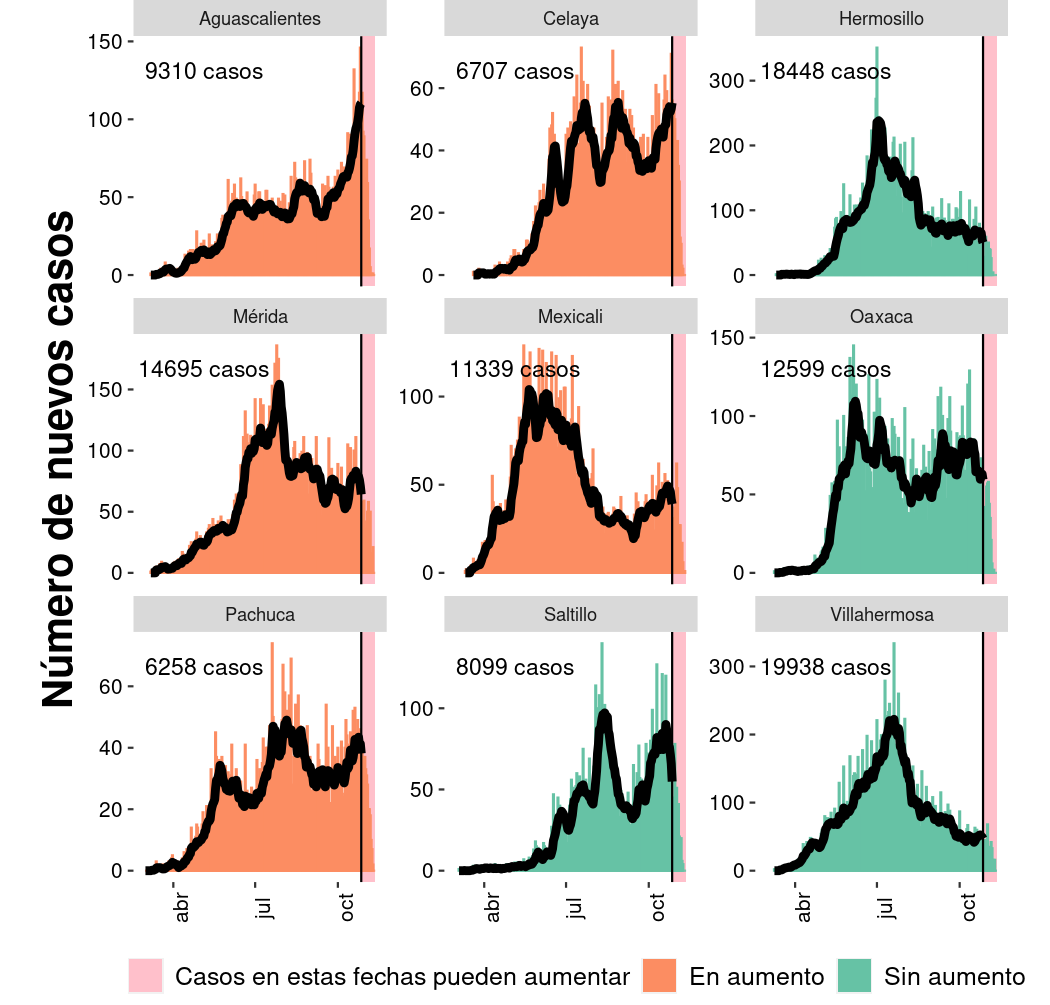 Número de nuevos casos
Aguascalientes
9310 casos
150
100
50
0
Celaya
6707 casos
60
40
20
0
Hermosillo
18448 casos
300
200
100
0
Mérida
14695 casos
150
100
50
0
Mexicali
11339 casos
100
50
0
Oaxaca
12599 casos
150
100
50
0
Pachuca
6258 casos
60
40
20
0
abr jul oct
Saltillo
8099 casos
100
50
0
abr jul oct
Villahermosa
19938 casos
300
200
100
0
abr jul oct
Casos en estas fechas pueden aumentar En aumento Sin aumento